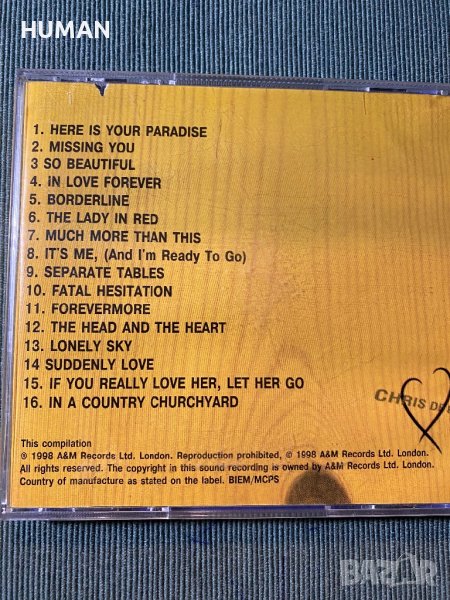 HUMAN
1. HERE IS YOUR PARADISE
2. MISSING YOU
3 SO BEAUTIFUL
4. IN LOVE FOREVER
5. BORDERLINE
6. THE LADY IN RED
7. MUCH MORE THAN THIS
8. IT'S ME, (And I'm Ready To Go)
9. SEPARATE TABLES
10. FATAL HESITATION
11. FOREVERMORE
12. THE HEAD AND THE HEART
13. LONELY SKY
14 SUDDENLY LOVE
15. IF YOU REALLY LOVE HER, LET HER GO
16. IN A COUNTRY CHURCHYARD
CHRIS DE
This compilation
℗ 1998 A&M Records Ltd. London. Reproduction prohibited, © 1998 A&M Records Ltd. London.
All rights reserved. The copyright in this sound recording is owned by A&M Records Ltd. London.
Country of manufacture as stated on the label. BIEM/MCPS
BAZAR